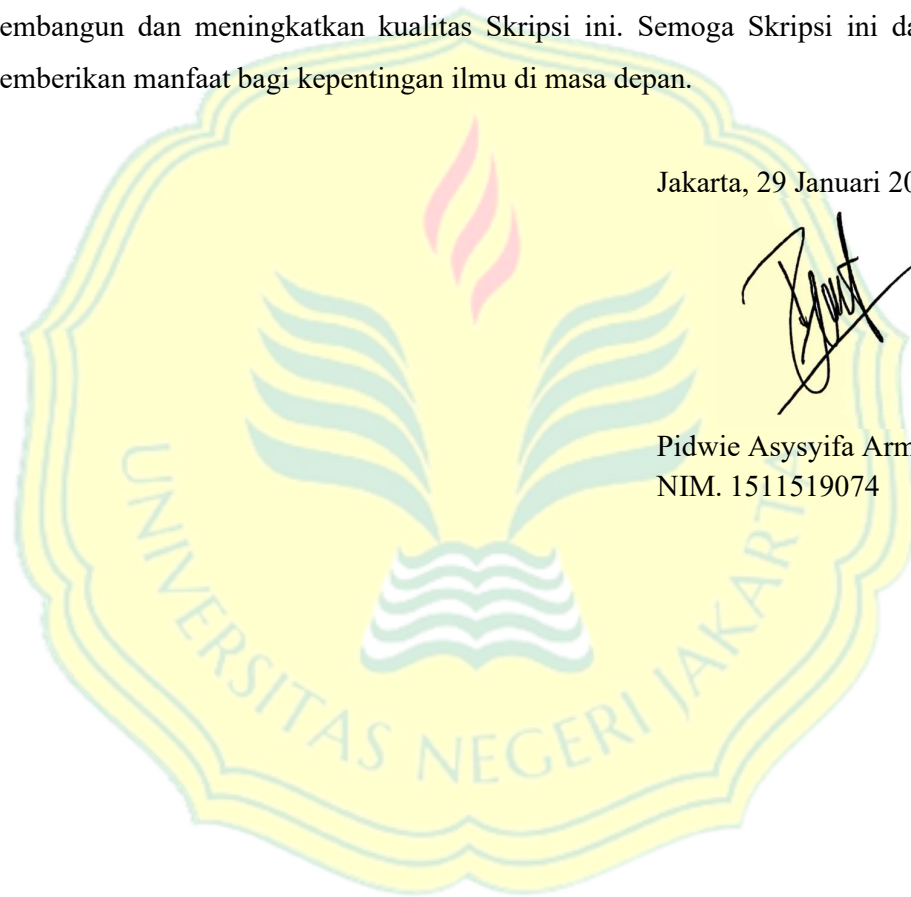 embangun dan meningkatkan kualitas Skripsi ini. Semoga Skripsi ini da
emberikan manfaat bagi kepentingan ilmu di masa depan.
Jakarta, 29 Januari 20
Pidwie Asysyifa Arm
NIM. 1511519074
UNIVERSITAS NEGERI JAKARTA